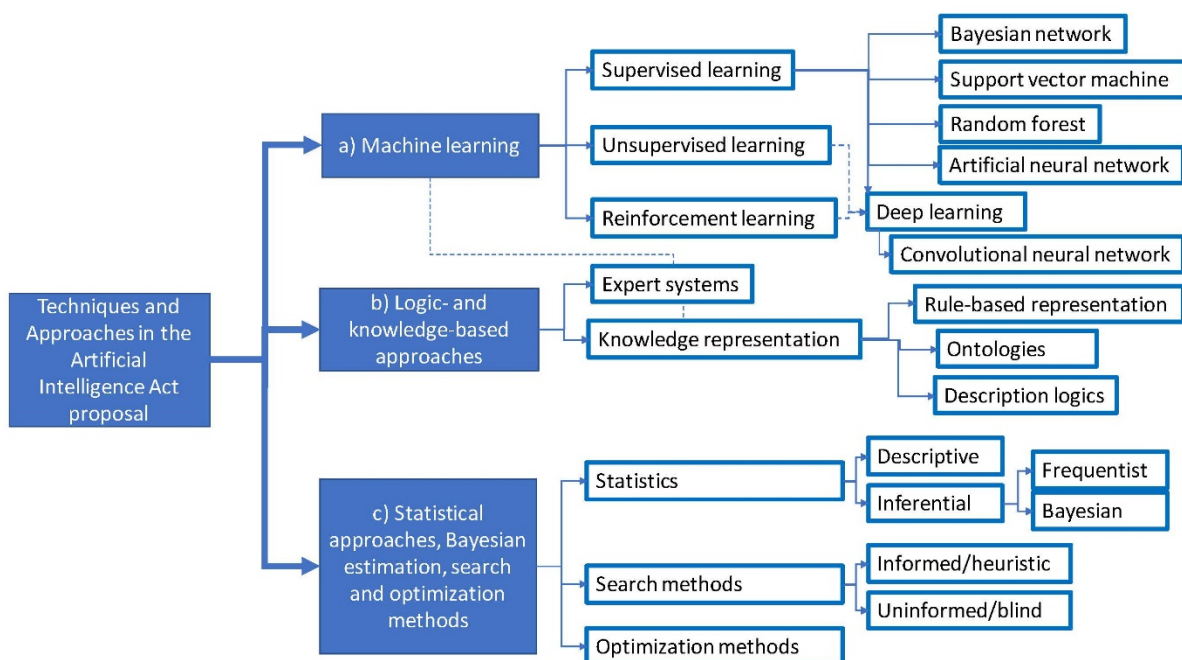 Techniques and
Approaches in the
Artificial
Intelligence Act
proposal
a) Machine learning
Supervised learning
Unsupervised learning
Reinforcement learning
Bayesian network
Support vector machine
Random forest
Artificial neural network
Deep learning
Convolutional neural network
b) Logic- and
knowledge-based
approaches
Expert systems
Knowledge representation
Rule-based representation
Ontologies
Description logics
c) Statistical
approaches, Bayesian
estimation, search
and optimization
methods
Statistics
Descriptive
Inferential
Frequentist
Bayesian
Search methods
Informed/heuristic
Uninformed/blind
Optimization methods